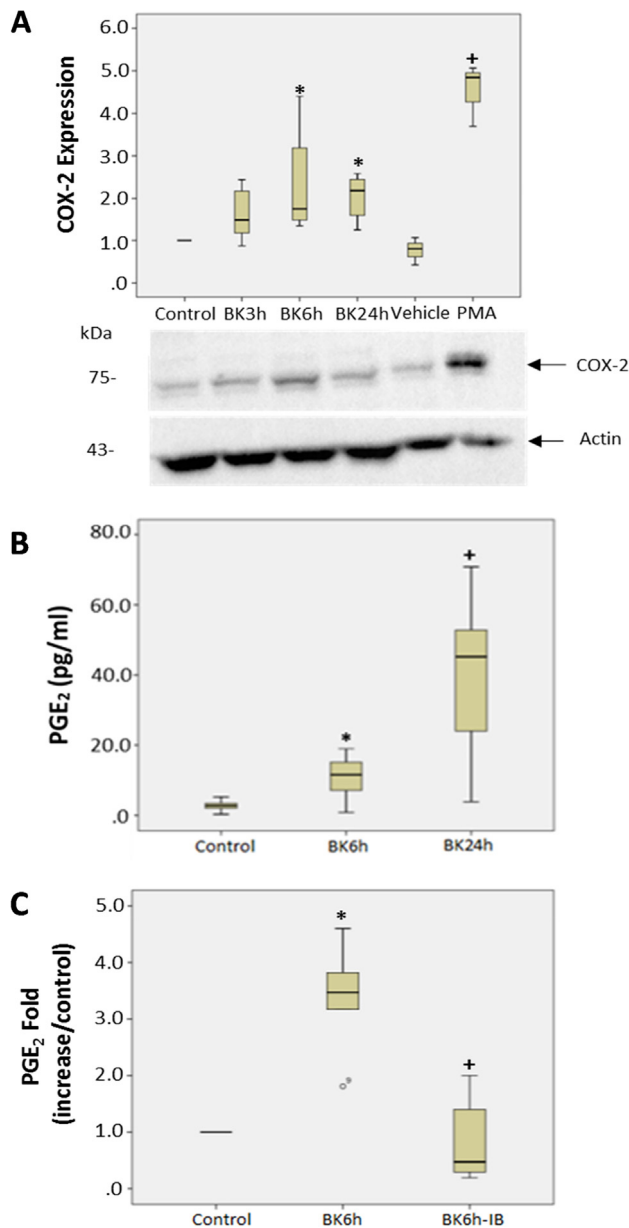 A
COX-2 Expression
6.0
5.0
4.0
3.0
2.0
1.0
.0
*
*
+
Control BK3h BK6h BK24h Vehicle PMA
kDa
75-
COX-2
43-
Actin
B
PGE2 (pg/ml)
80.0
60.0
40.0
20.0
.0
*
+
Control BK6h BK24h
C
PGE2 Fold
(increase/control)
5.0
4.0
3.0
2.0
1.0
.0
*
+
Control BK6h BK6h-IB